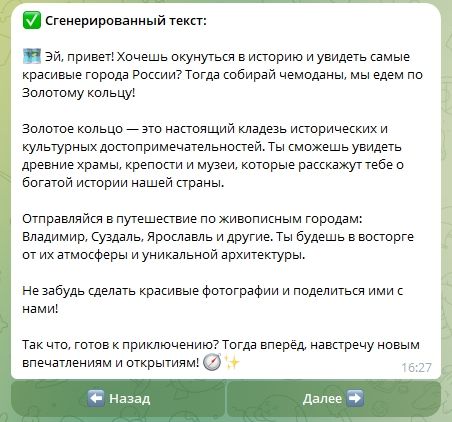 ✅ Сгенерированный текст:
🗺️ Эй, привет! Хочешь окунуться в историю и увидеть самые
красивые города России? Тогда собирай чемоданы, мы едем по
Золотому кольцу!
Золотое кольцо — это настоящий кладезь исторических и
культурных достопримечательностей. Ты сможешь увидеть
древние храмы, крепости и музеи, которые расскажут тебе о
богатой истории нашей страны.
Отправляйся в путешествие по живописным городам:
Владимир, Суздаль, Ярославль и другие. Ты будешь в восторге
от их атмосферы и уникальной архитектуры.
Не забудь сделать красивые фотографии и поделиться ими с
нами!
Так что, готов к приключению? Тогда вперёд, навстречу новым
впечатлениям и открытиям! 🧭✨
16:27
⬅️ Назад
Далее ➡️